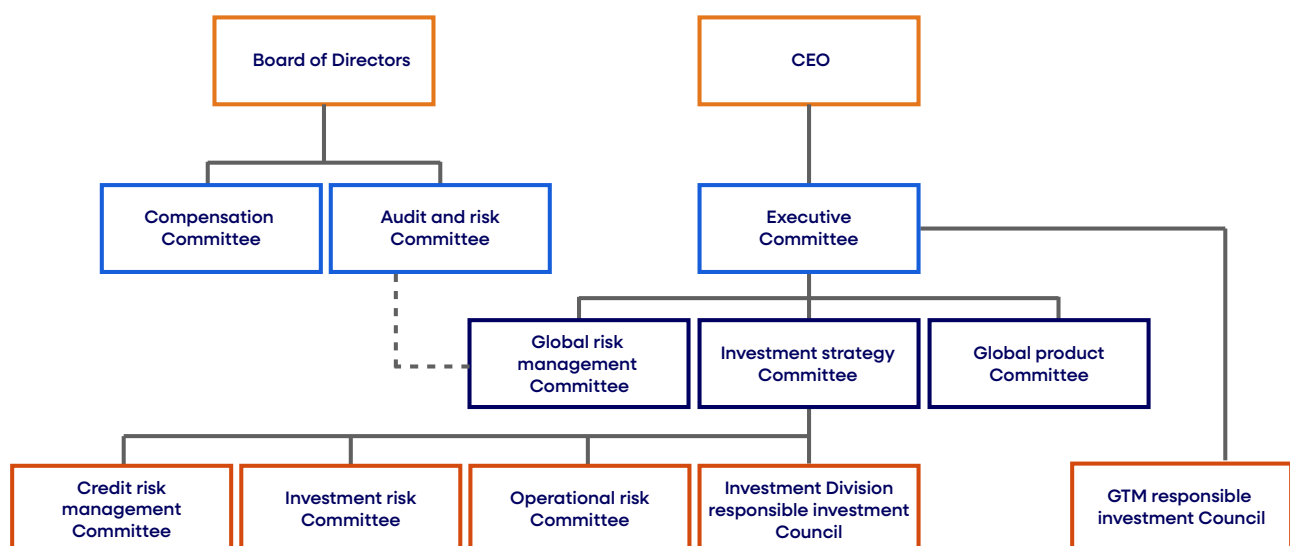 Board of Directors
CEO
Compensation
Committee
Audit and risk
Committee
Executive
Committee
Global risk
management
Committee
Investment strategy
Committee
Global product
Committee
Credit risk
management
Committee
Investment risk
Committee
Operational risk
Committee
Investment Division
responsible investment
Council
GTM responsible
investment Council